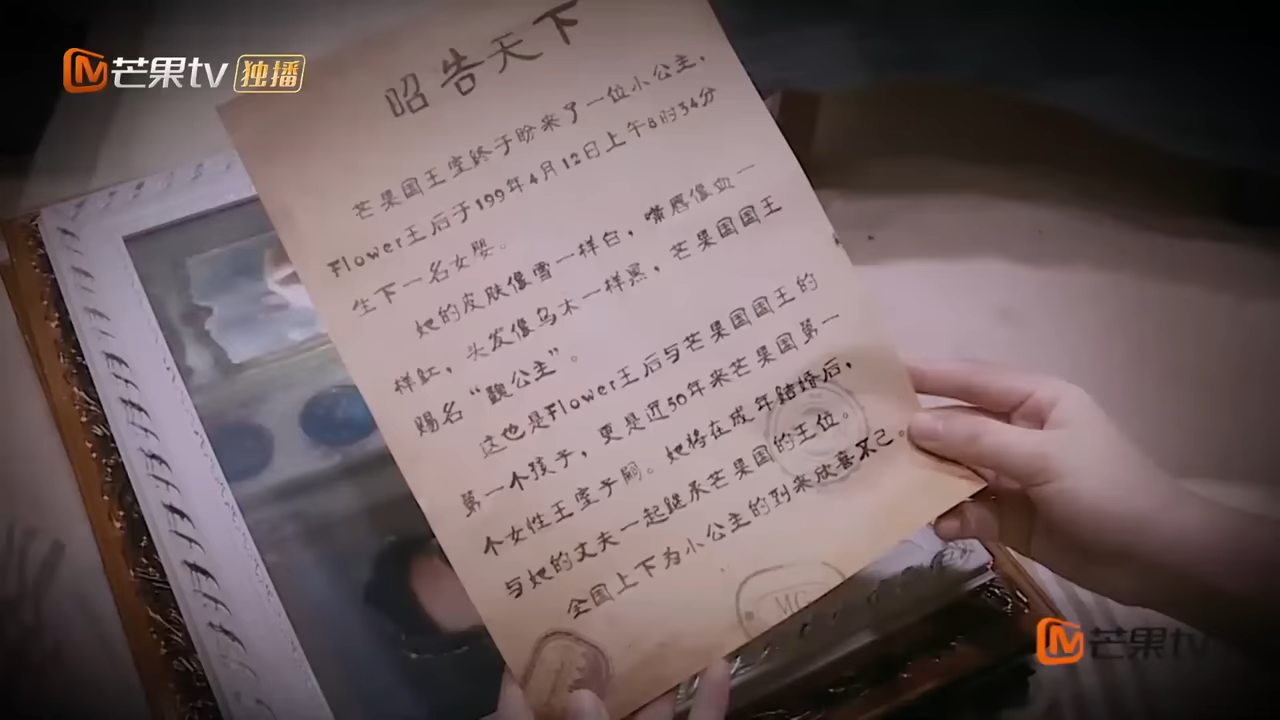 芒果tv 独播
昭告天下
芒果国王室终于盼来了一位小公主，
Flower王后于199年4月12日上午8时34分
生下一名女婴。
她的皮肤像雪一样白，嘴唇像血一
样红，头发像乌木一样黑，芒果国国王
赐名“魏公主”。
这也是Flower王后与芒果国国王的
第一个孩子，更是近50年来芒果国第一
个女性王室子嗣。她将在成年结婚后，
与她的丈夫一起继承芒果国的王位。
全国上下为小公主的到来欣喜不已。
MG
芒果tv